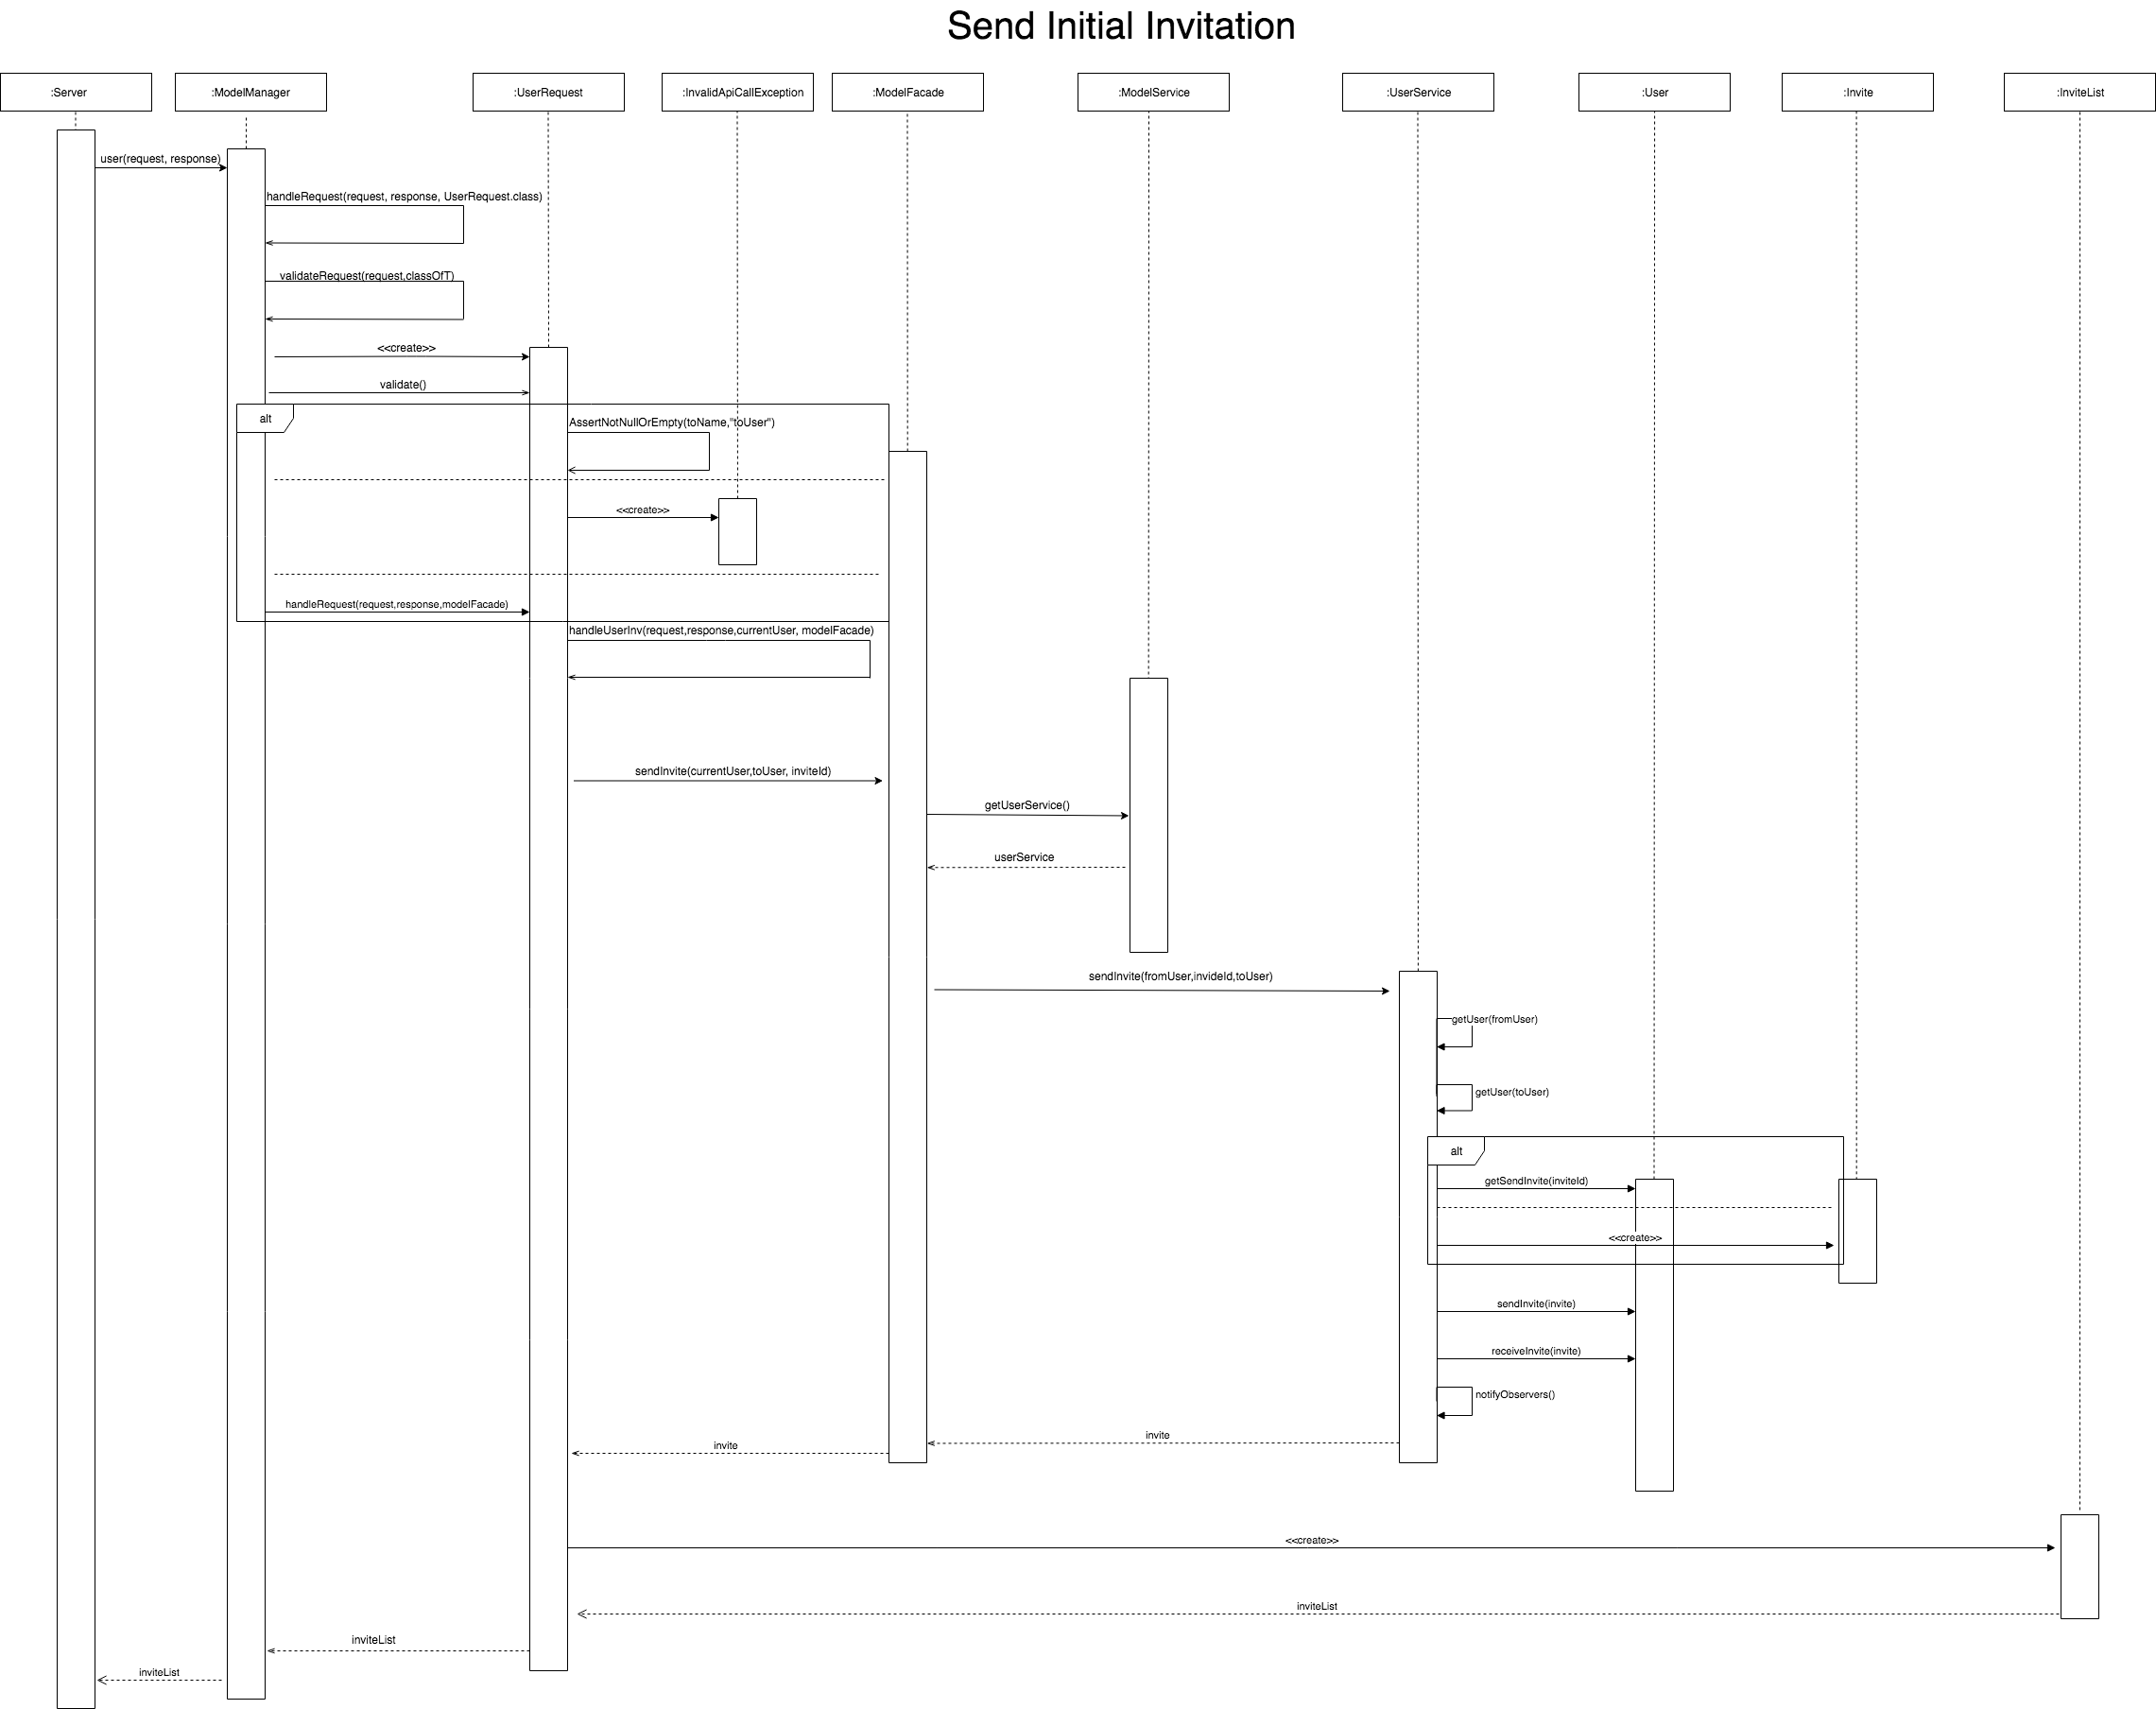 Send Initial Invitation
:Server
:ModelManager
:UserRequest
:InvalidApiCallException
:ModelFacade
:ModelService
:UserService
:User
:Invite
:InviteList
user(request, response)
handleRequest(request, response, UserRequest.class)
validateRequest(request,classOfT)
<<create>>
validate()
alt
AssertNotNullOrEmpty(toName,"toUser")
<<create>>
handleRequest(request,response,modelFacade)
handleUserInv(request,response,currentUser, modelFacade)
sendInvite(currentUser,toUser, inviteId)
getUserService()
userService
sendInvite(fromUser,invideId,toUser)
getUser(fromUser)
getUser(toUser)
alt
getSendInvite(inviteId)
<<create>>
sendInvite(invite)
receiveInvite(invite)
notifyObservers()
invite
invite
<<create>>
inviteList
inviteList
inviteList